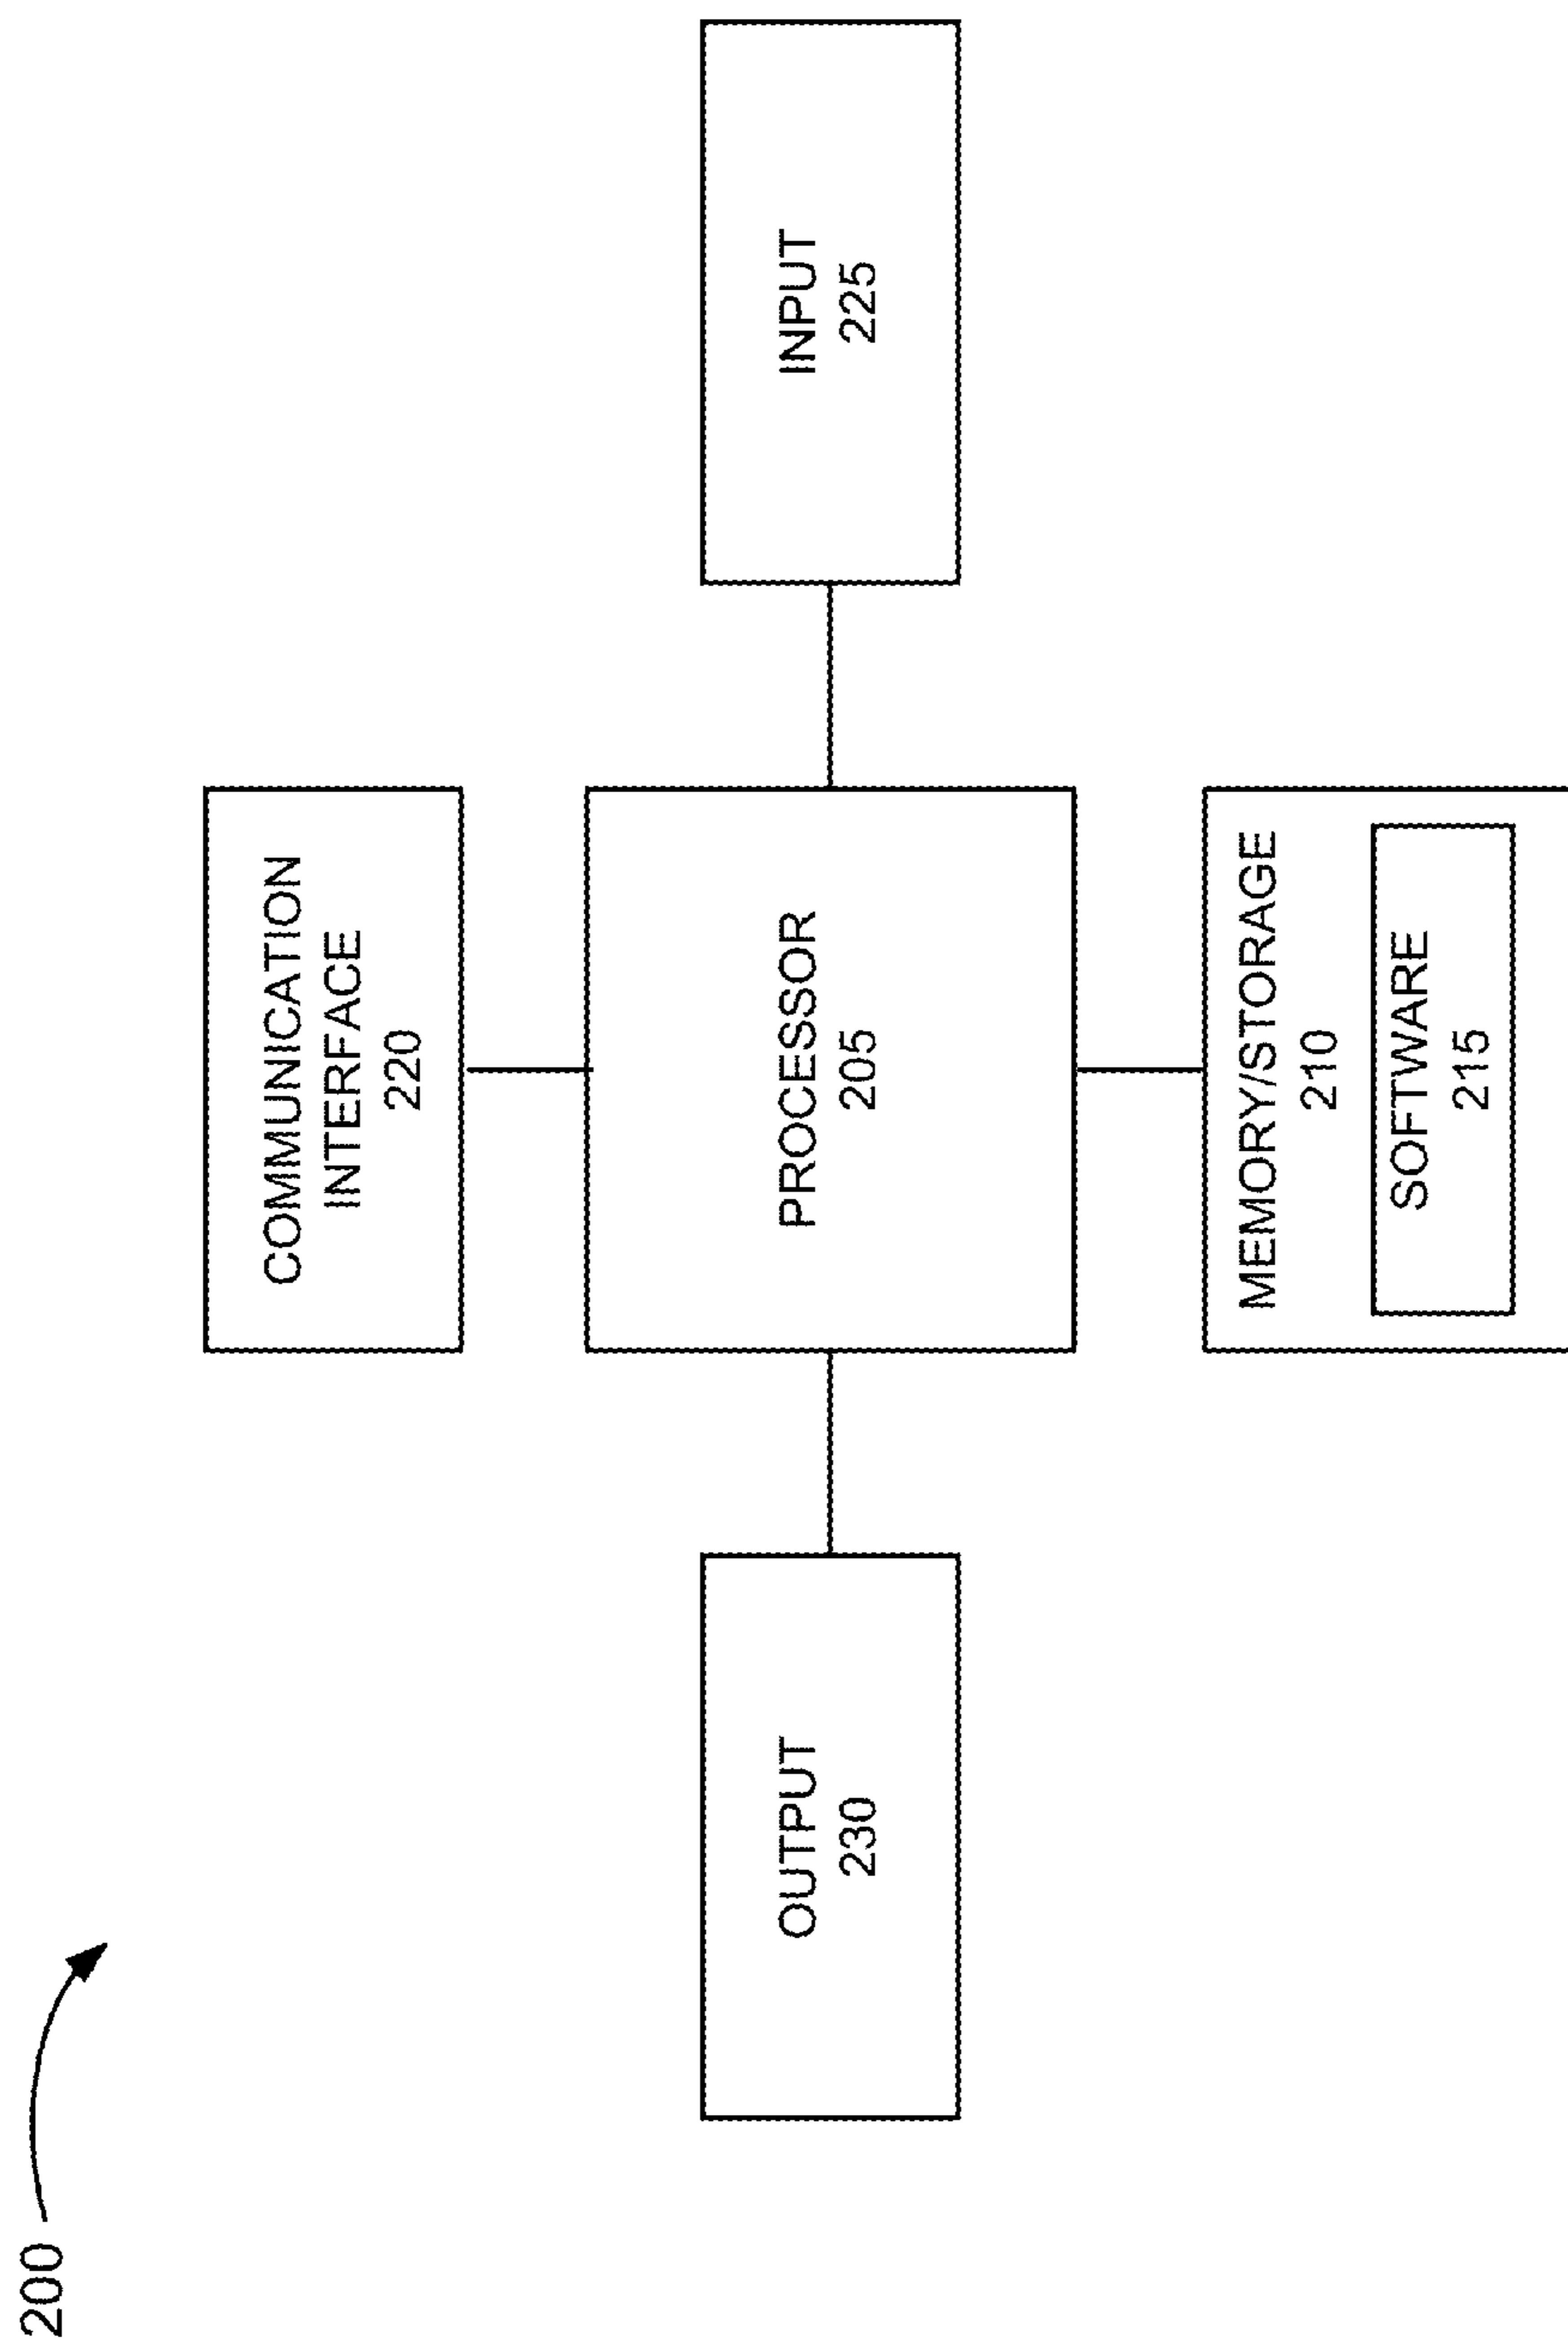 200
COMMUNICATION
INTERFACE
220
OUTPUT
230
PROCESSOR
205
INPUT
225
MEMORY/STORAGE
210
SOFTWARE
215